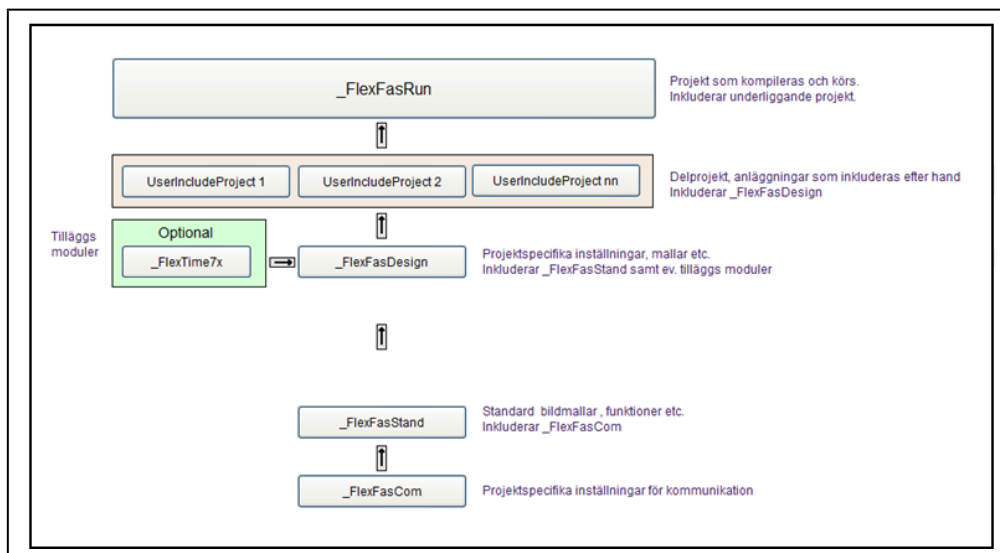 _FlexFasRun
Projekt som kompileras och körs.
Inkluderar underliggande projekt.
UserIncludeProject 1
UserIncludeProject 2
UserIncludeProject nn
Delprojekt, anläggningar som inkluderas efter hand
Inkluderar _FlexFasDesign
Tilläggs
moduler
Optional
_FlexTime7x
_FlexFasDesign
Projektspecifika inställningar, mallar etc.
Inkluderar _FlexFasStand samt ev. tilläggs moduler
_FlexFasStand
Standard bildmallar , funktioner etc.
Inkluderar _FlexFasCom
_FlexFasCom
Projektspecifika inställningar för kommunikation